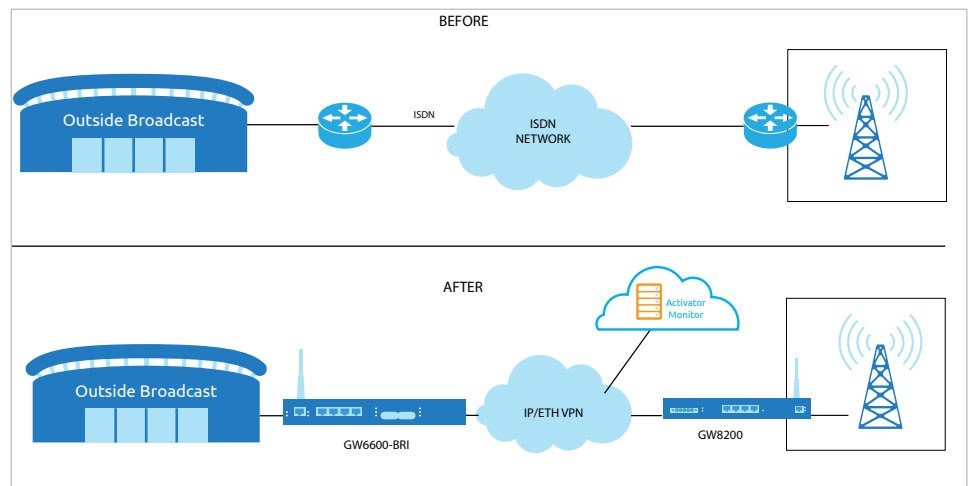 BEFORE
Outside Broadcast
ISDN
ISDN
NETWORK
AFTER
Activator
Monitor
Outside Broadcast
IP/ETH VPN
GW6600-BRI
GW8200